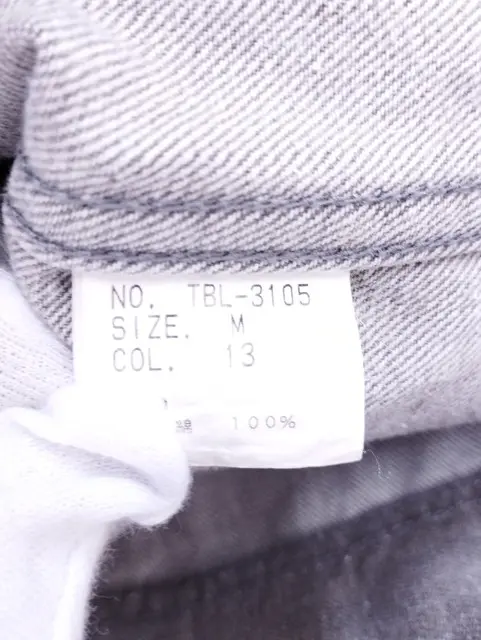 NO. TBL-3105
SIZE. M
COL. 13
100%